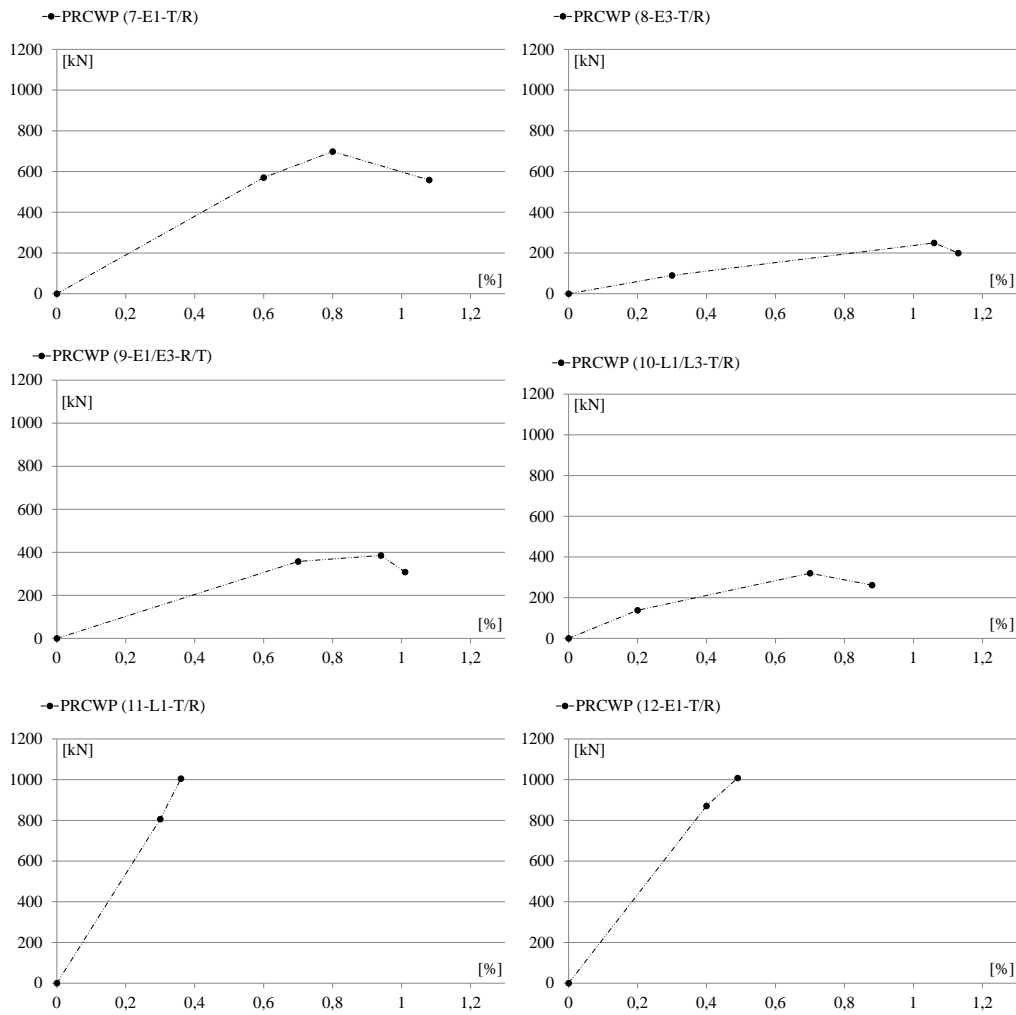 PRCWP (7-E1-T/R)
1200
[kN]
1000
800
600
400
200
[%]
0
0 0,2 0,4 0,6 0,8 1 1,2
PRCWP (8-E3-T/R)
1200
[kN]
1000
800
600
400
200
[%]
0
0 0,2 0,4 0,6 0,8 1 1,2
PRCWP (9-E1/E3-R/T)
1200
[kN]
1000
800
600
400
200
[%]
0
0 0,2 0,4 0,6 0,8 1 1,2
PRCWP (10-L1/L3-T/R)
1200
[kN]
1000
800
600
400
200
[%]
0
0 0,2 0,4 0,6 0,8 1 1,2
PRCWP (11-L1-T/R)
1200
[kN]
1000
800
600
400
200
[%]
0
0 0,2 0,4 0,6 0,8 1 1,2
PRCWP (12-E1-T/R)
1200
[kN]
1000
800
600
400
200
[%]
0
0 0,2 0,4 0,6 0,8 1 1,2